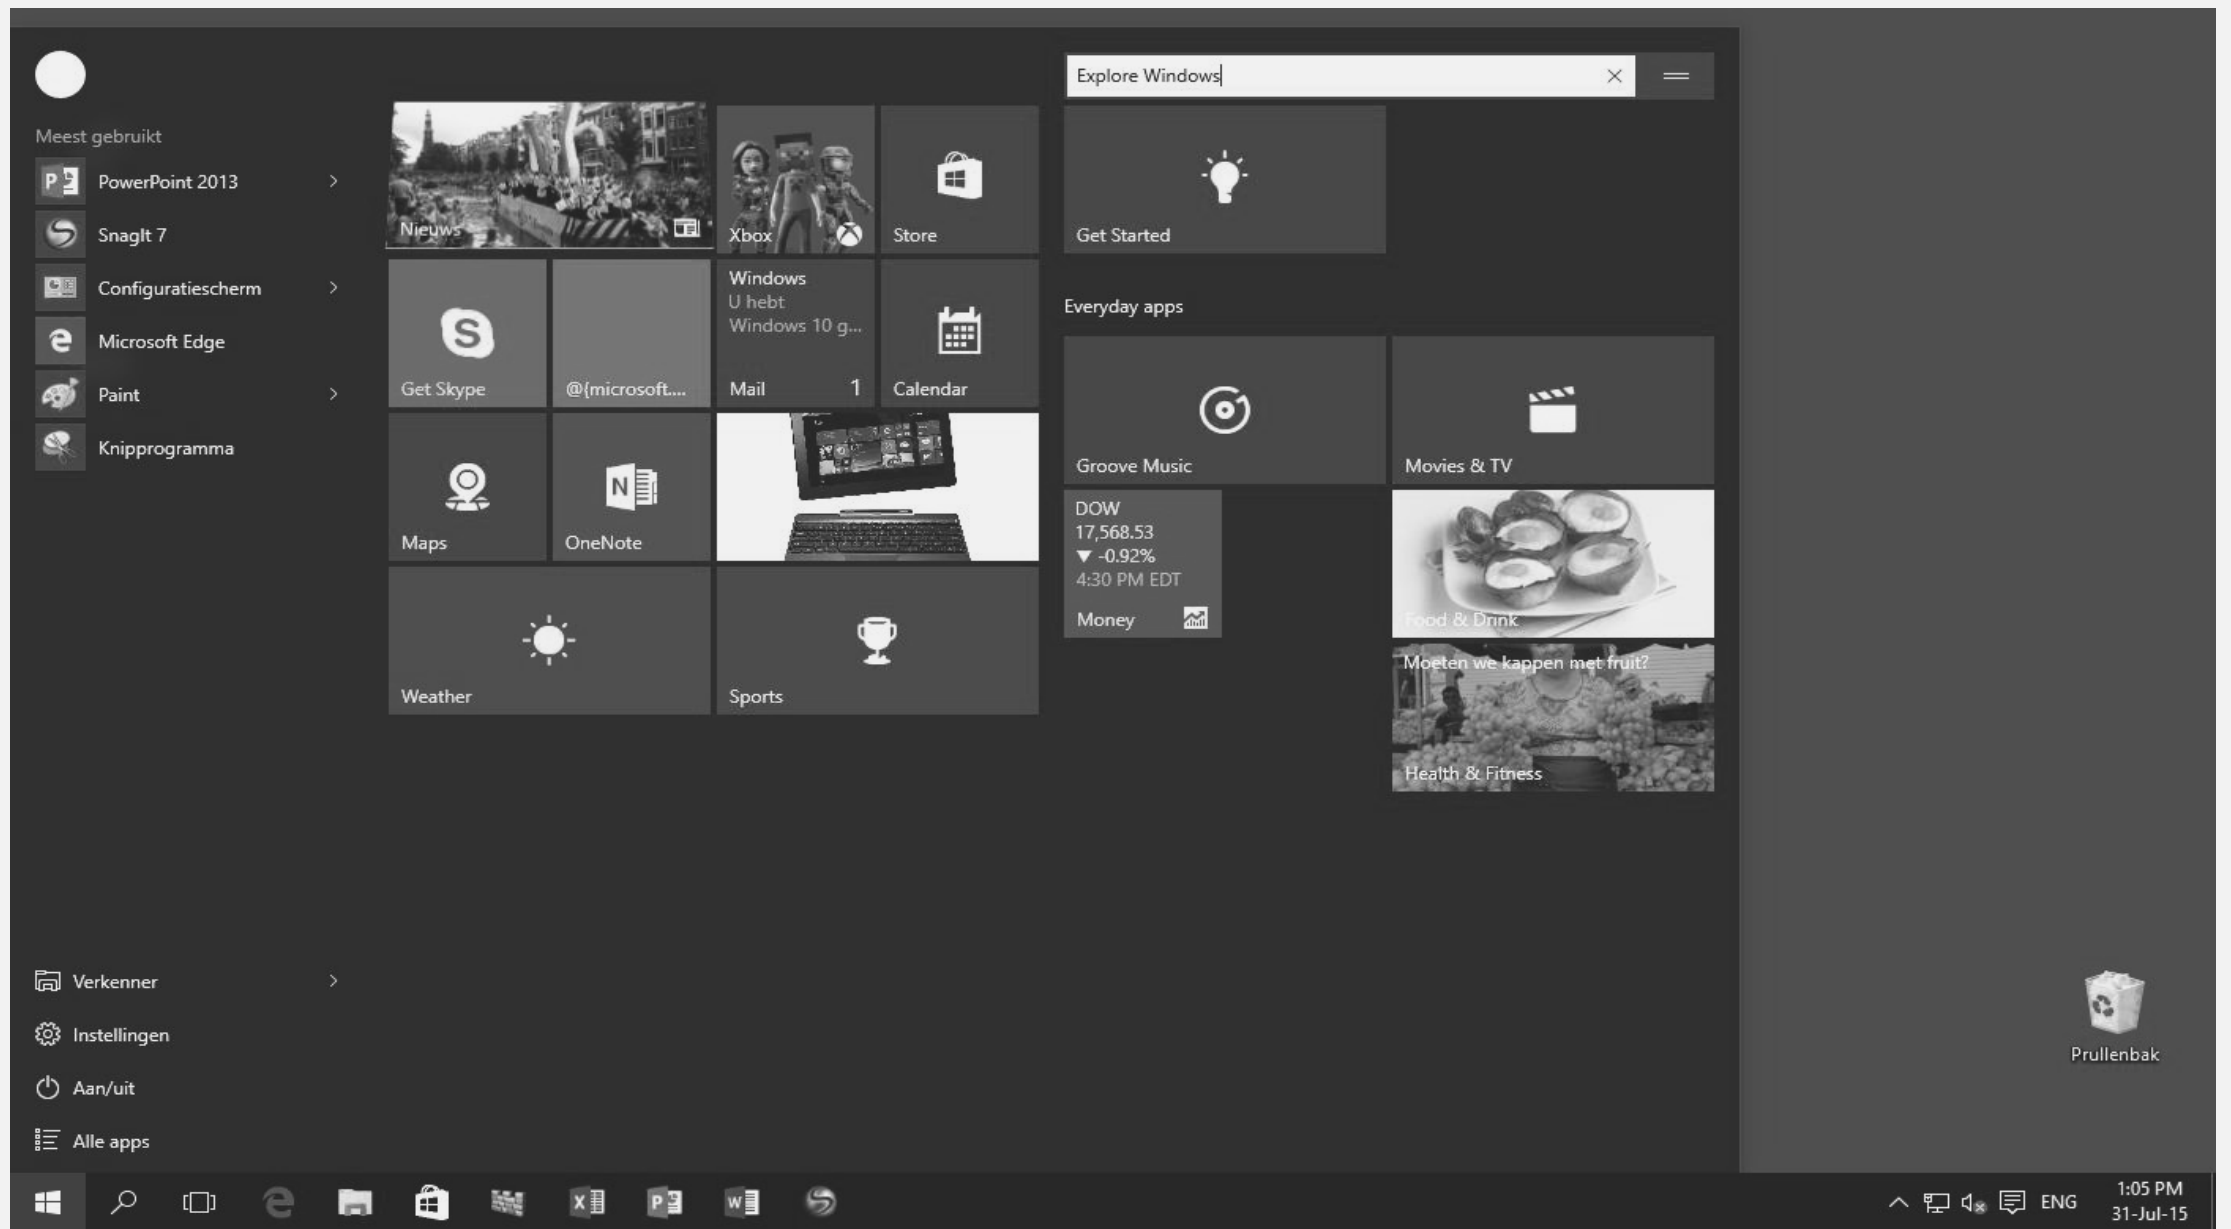 Explore Windows
Meest gebruikt
PowerPoint 2013
SnagIt 7
Configuratiescherm
Microsoft Edge
Paint
Knipprogramma
Verkenner
Instellingen
Aan/uit
Alle apps
Nieuws
Xbox
Store
Get Skype
@{microsoft....
Windows
U hebt
Windows 10 g...
Mail 1
Calendar
Maps
OneNote
Weather
Sports
Get Started
Everyday apps
Groove Music
Movies & TV
DOW
17,568.53
▼ -0.92%
4:30 PM EDT
Money
Food & Drink
Moeten we kappen met fruit?
Health & Fitness
Prullenbak
ENG
1:05 PM
31-Jul-15